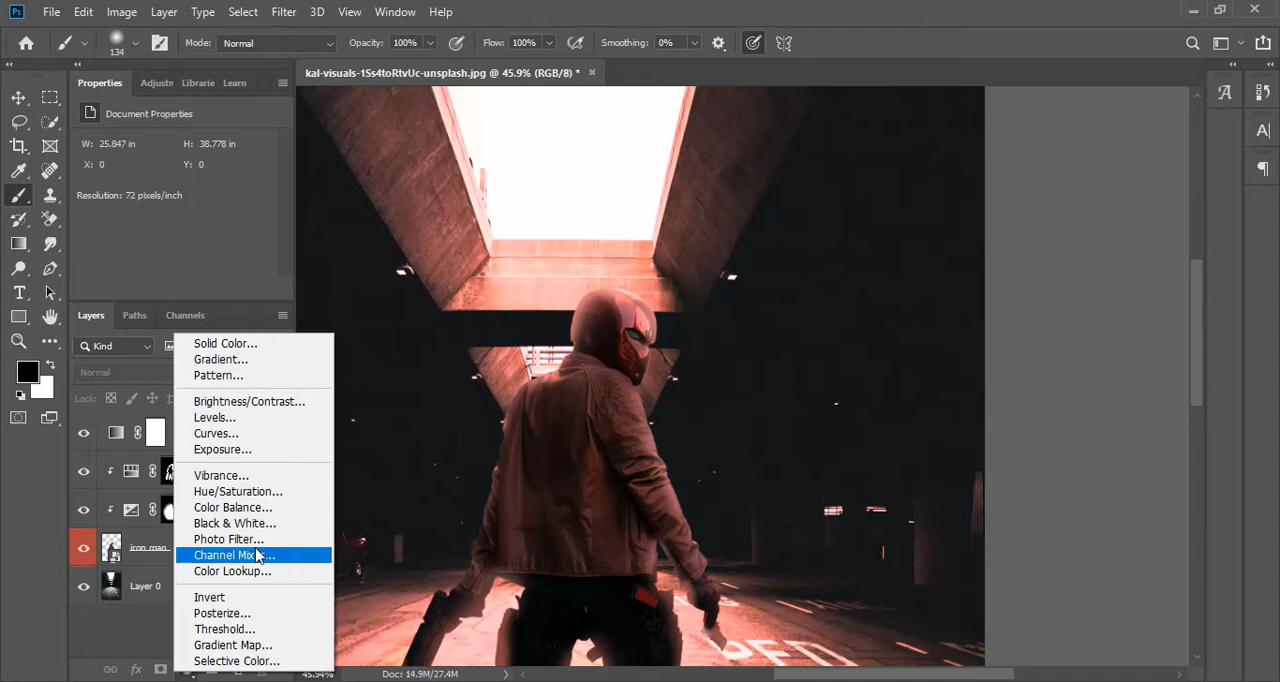 Ps File Edit Image Layer Type Select Filter 3D View Window Help
134 Mode: Normal Opacity: 100% Flow: 100% Smoothing: 0%
Properties Adjustn Librarie Learn
kal-visuals-1Ss4toRtvUc-unsplash.jpg @ 45.9% (RGB/8) *
Document Properties
W: 25.847 in H: 38.778 in
X: 0 Y: 0
Resolution: 72 pixels/inch
Layers Paths Channels
Kind
Normal
Lock:
iron man
Layer 0
Solid Color...
Gradient...
Pattern...
Brightness/Contrast...
Levels...
Curves...
Exposure...
Vibrance...
Hue/Saturation...
Color Balance...
Black & White...
Photo Filter...
Channel Mix...
Color Lookup...
Invert
Posterize...
Threshold...
Gradient Map...
Selective Color...
45.94% Doc: 14.9M/27.4M